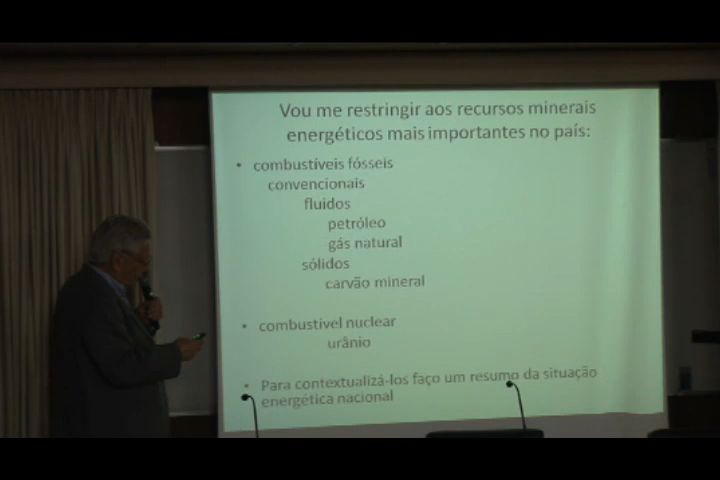 Vou me restringir aos recursos minerais
energéticos mais importantes no país:
• combustíveis fósseis
convencionais
fluidos
petróleo
gás natural
sólidos
carvão mineral
• combustível nuclear
urânio
• Para contextualizá-los faço um resumo da situação
energética nacional